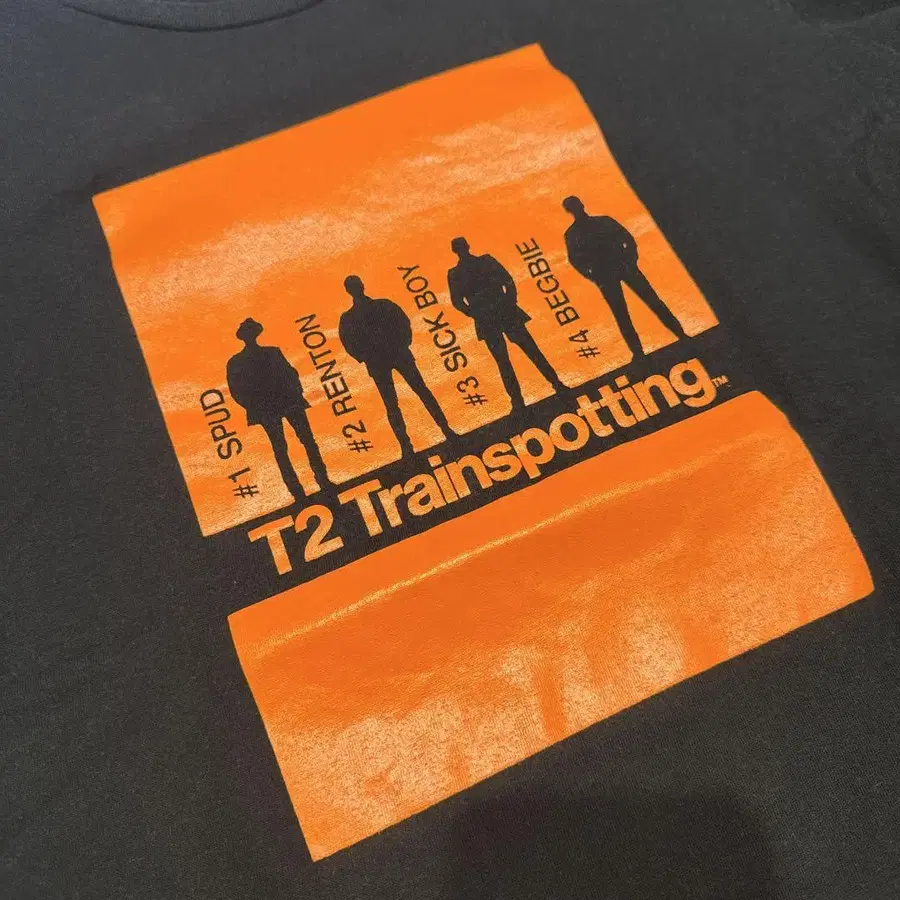 #1 SPUD
#2 RENTON
#3 SICK BOY
#4 BEGBIE
T2 Trainspotting™